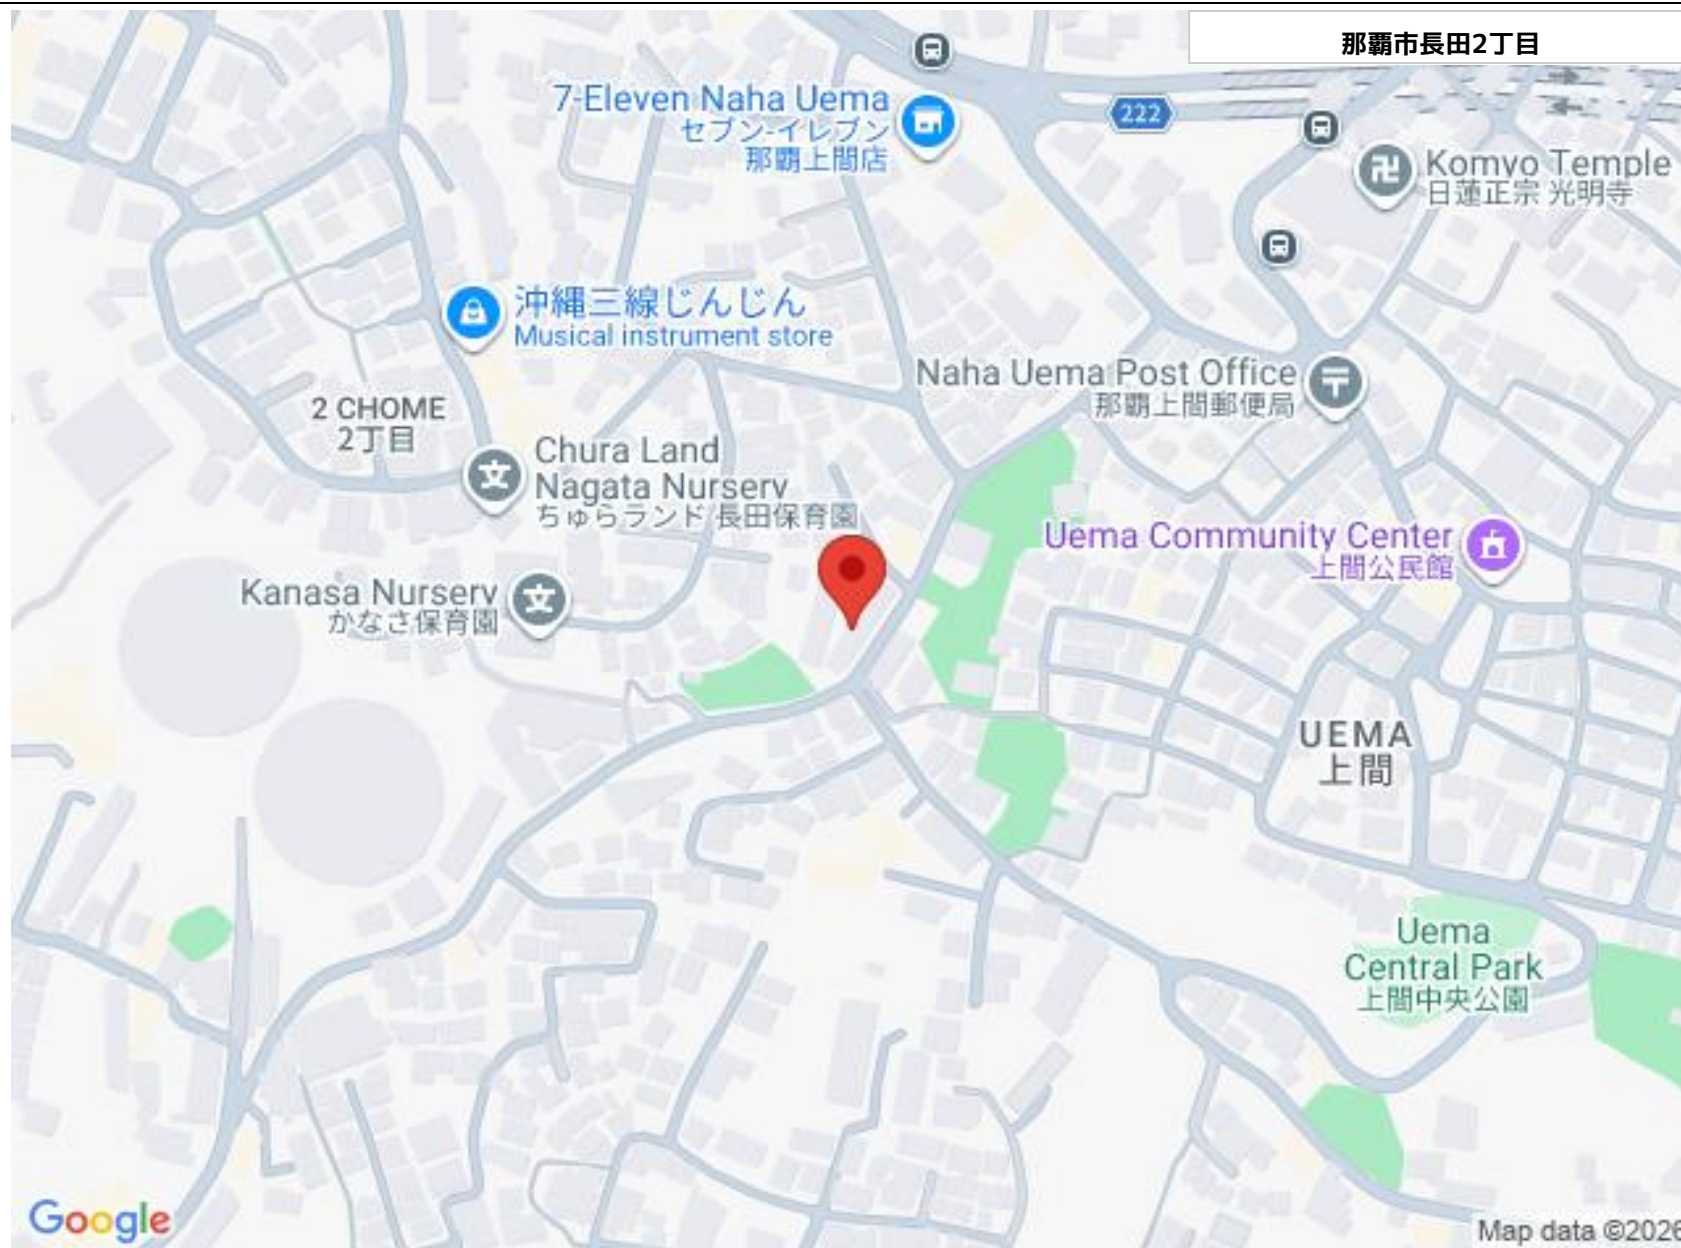 那覇市長田2丁目
7-Eleven Naha Uema
セブン-イレブン
那覇上間店
222
Komyo Temple
日蓮正宗 光明寺
沖縄三線じんじん
Musical instrument store
Naha Uema Post Office
那覇上間郵便局
2 CHOME
2丁目
Chura Land
Nagata Nursery
ちゅらランド 長田保育園
Uema Community Center
上間公民館
Kanasa Nursery
かなさ保育園
UEMA
上間
Uema
Central Park
上間中央公園
Google
Map data ©2026